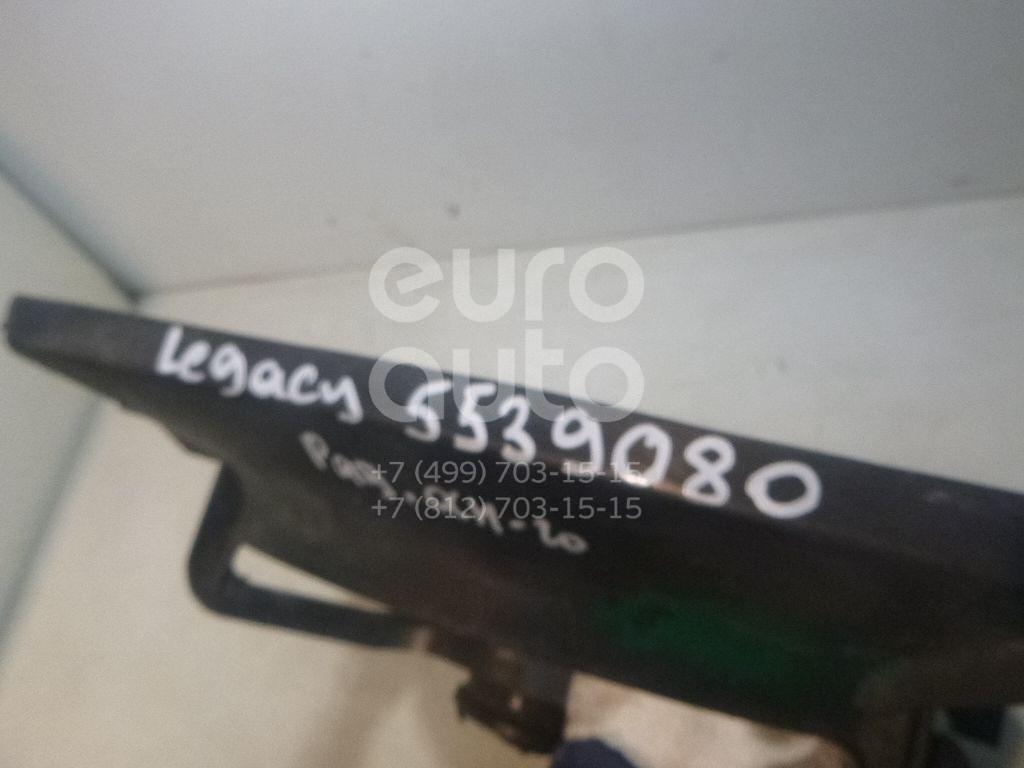 euro
auto
Legacy 5539080
+7 (499) 703-15-15
+7 (812) 703-15-15